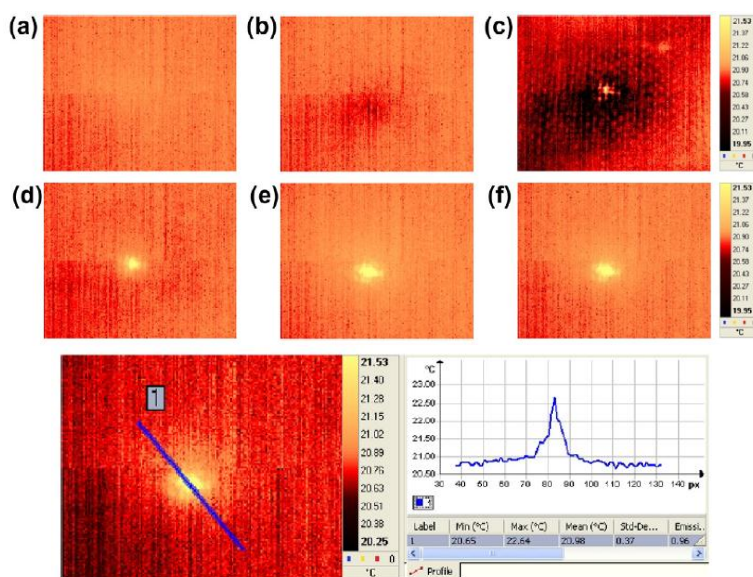 (a)
(b)
(c)
21.53
21.37
21.22
21.06
20.90
20.74
20.58
20.43
20.27
20.11
19.95
°C
(d)
(e)
(f)
21.53
21.37
21.22
21.06
20.90
20.74
20.58
20.43
20.27
20.11
19.95
°C
1
21.53
21.40
21.28
21.15
21.02
20.89
20.76
20.63
20.51
20.38
20.25
0
°C
°C
23.00
22.50
22.00
21.50
21.00
20.50
30 40 50 60 70 80 90 100 110 120 130 140 px
Label Min (°C) Max (°C) Mean (°C) Std-De... Emissi...
1 20.65 22.64 20.98 0.37 0.96
Profile